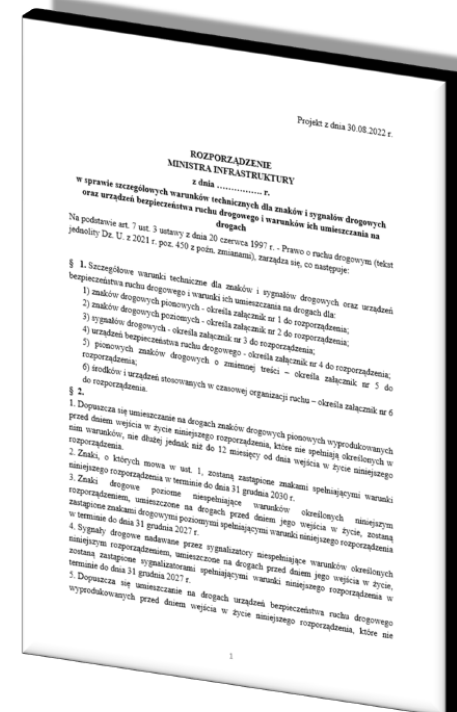 Projekt z dnia 30.08.2022 r.
ROZPORZĄDZENIE
MINISTRA INFRASTRUKTURY
z dnia ................ r.
w sprawie szczegółowych warunków technicznych dla znaków i sygnałów drogowych
oraz urządzeń bezpieczeństwa ruchu drogowego i warunków ich umieszczania na
drogach
Na podstawie art. 7 ust. 3 ustawy z dnia 20 czerwca 1997 r. - Prawo o ruchu drogowym (tekst
jednolity Dz. U. z 2021 r. poz. 450 z poźn. zmianami), zarządza się, co następuje:
§ 1. Szczegółowe warunki techniczne dla znaków i sygnałów drogowych oraz urządzeń
bezpieczeństwa ruchu drogowego i warunki ich umieszczania na drogach dla:
1) znaków drogowych pionowych - określa załącznik nr 1 do rozporządzenia;
2) znaków drogowych poziomych - określa załącznik nr 2 do rozporządzenia;
3) sygnałów drogowych - określa załącznik nr 3 do rozporządzenia;
4) urządzeń bezpieczeństwa ruchu drogowego - określa załącznik nr 4 do rozporządzenia;
5) pionowych znaków drogowych o zmiennej treści – określa załącznik nr 5 do
rozporządzenia;
6) środków i urządzeń stosowanych w czasowej organizacji ruchu – określa załącznik nr 6
do rozporządzenia.
§ 2.
1. Dopuszcza się umieszczanie na drogach znaków drogowych pionowych wyprodukowanych
przed dniem wejścia w życie niniejszego rozporządzenia, które nie spełniają określonych w
nim warunków, nie dłużej jednak niż do 12 miesięcy od dnia wejścia w życie niniejszego
rozporządzenia.
2. Znaki, o których mowa w ust. 1, zostaną zastąpione znakami spełniającymi warunki
niniejszego rozporządzenia w terminie do dnia 31 grudnia 2030 r.
3. Znaki drogowe poziome niespełniające warunków określonych niniejszym
rozporządzeniem, umieszczone na drogach przed dniem jego wejścia w życie, zostaną
zastąpione znakami drogowymi poziomymi spełniającymi warunki niniejszego rozporządzenia
w terminie do dnia 31 grudnia 2027 r.
4. Sygnały drogowe nadawane przez sygnalizatory niespełniające warunków określonych
niniejszym rozporządzeniem, umieszczone na drogach przed dniem jego wejścia w życie,
zostaną zastąpione sygnalizatorami spełniającymi warunki niniejszego rozporządzenia w
terminie do dnia 31 grudnia 2027 r.
5. Dopuszcza się umieszczanie na drogach urządzeń bezpieczeństwa ruchu drogowego
wyprodukowanych przed dniem wejścia w życie niniejszego rozporządzenia, które nie
1